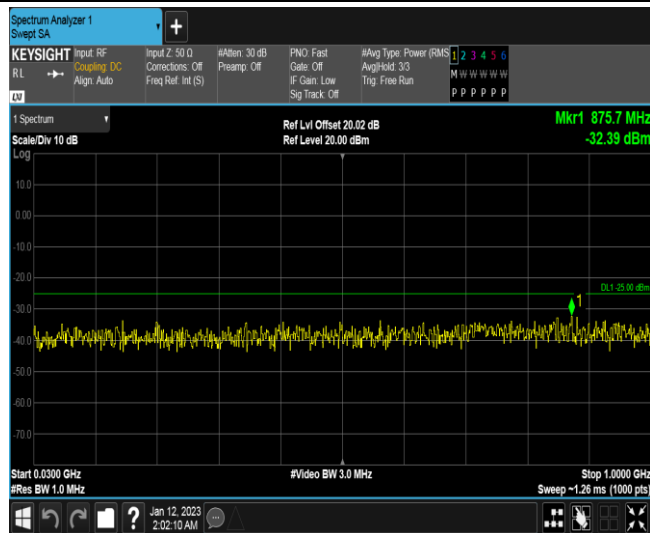 Spectrum Analyzer 1
Swept SA
+
KEYSIGHT
RL
Input: RF
Coupling: DC
Align: Auto
Input Z: 50 Ω
Corrections: Off
Freq Ref: Int (S)
#Atten: 30 dB
Preamp: Off
PNO: Fast
Gate: Off
IF Gain: Low
Sig Track: Off
#Avg Type: Power (RMS
Avg|Hold: 3/3
Trig: Free Run
1 2 3 4 5 6
M W W W W W
P P P P P P
1 Spectrum
Scale/Div 10 dB
Log
Ref Lvl Offset 20.02 dB
Ref Level 20.00 dBm
Mkr1 875.7 MHz
-32.39 dBm
10.0
0.00
-10.0
-20.0
DL1 -25.00 dBm
1
-30.0
-40.0
-50.0
-60.0
-70.0
Start 0.0300 GHz
#Res BW 1.0 MHz
#Video BW 3.0 MHz
Stop 1.0000 GHz
Sweep ~1.26 ms (1000 pts)
?
Jan 12, 2023
2:02:10 AM